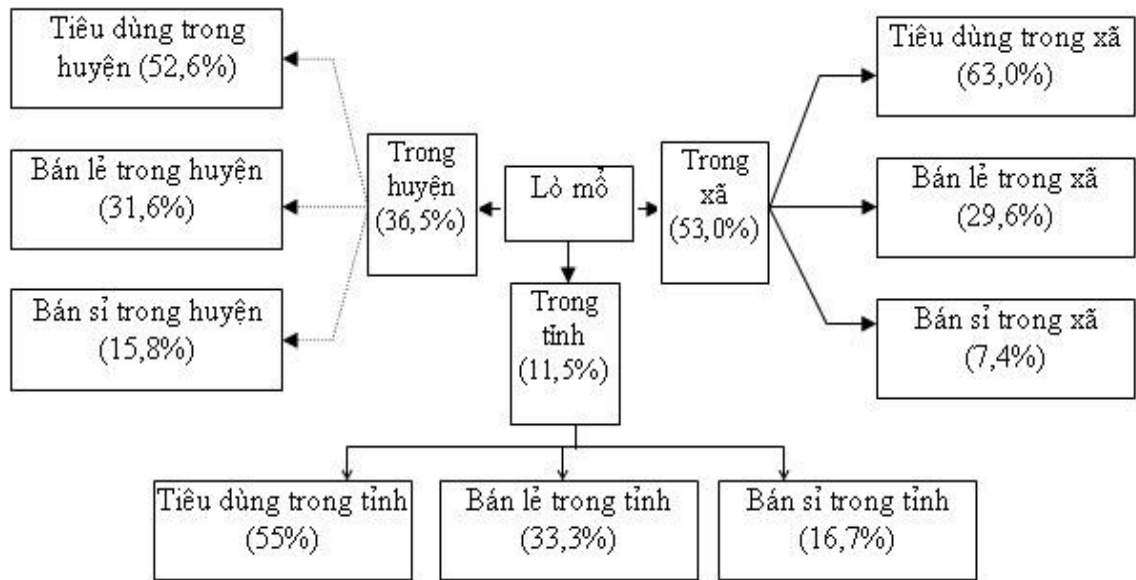 Tiêu dùng trong
huyện (52,6%)
Bán lẻ trong huyện
(31,6%)
Bán sỉ trong huyện
(15,8%)
Trong
huyện
(36,5%)
Lò mổ
Trong
xã
(53,0%)
Trong
tỉnh
(11,5%)
Tiêu dùng trong xã
(63,0%)
Bán lẻ trong xã
(29,6%)
Bán sỉ trong xã
(7,4%)
Tiêu dùng trong tỉnh
(55%)
Bán lẻ trong tỉnh
(33,3%)
Bán sỉ trong tỉnh
(16,7%)